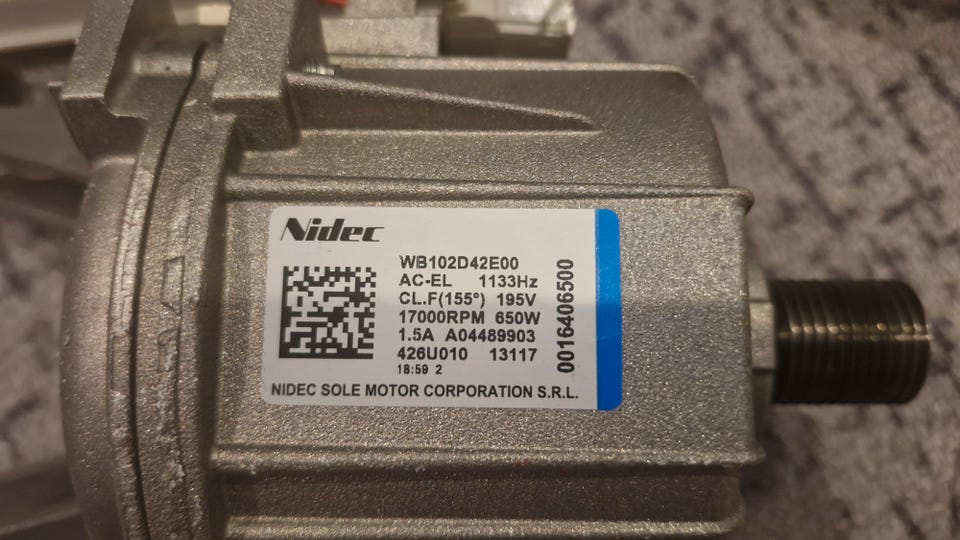 Nidec
WB102D42E00
AC-EL 1133Hz
CL.F(155°) 195V
17000RPM 650W
1.5A A04489903
426U010 13117
18:59 2
NIDEC SOLE MOTOR CORPORATION S.R.L.
0016406500